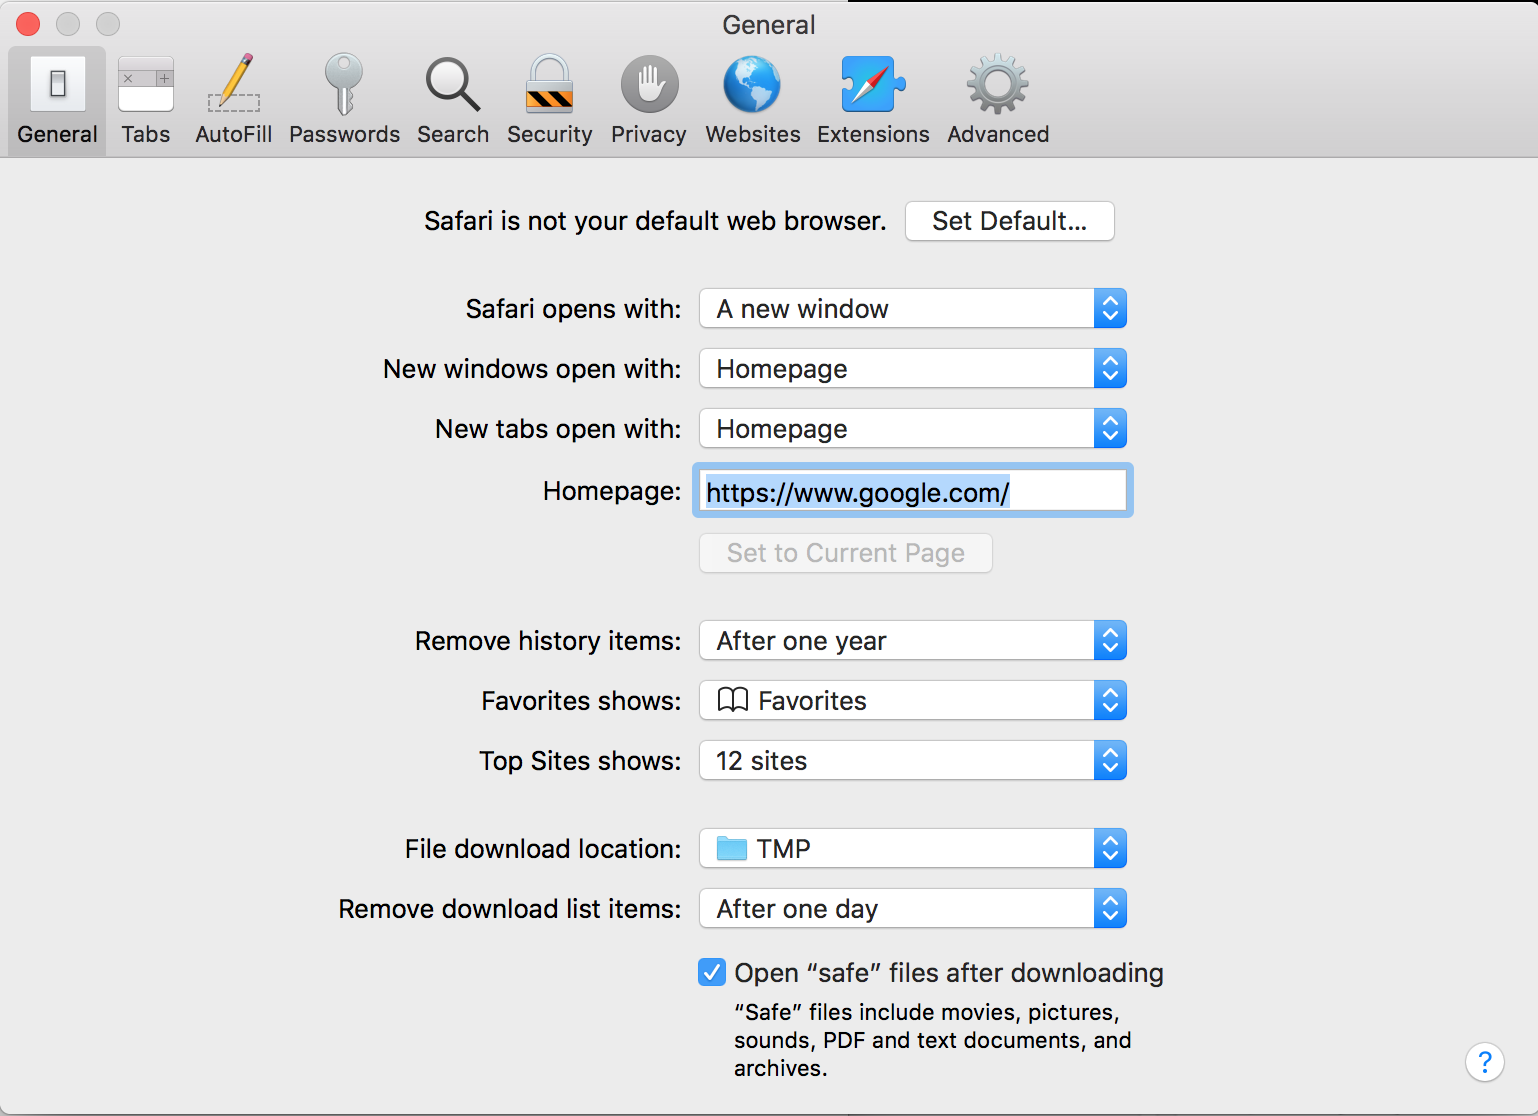 General
General Tabs AutoFill Passwords Search Security Privacy Websites Extensions Advanced
Safari is not your default web browser. Set Default...
Safari opens with: A new window
New windows open with: Homepage
New tabs open with: Homepage
Homepage: https://www.google.com/
Set to Current Page
Remove history items: After one year
Favorites shows: Favorites
Top Sites shows: 12 sites
File download location: TMP
Remove download list items: After one day
Open “safe” files after downloading
“Safe” files include movies, pictures,
sounds, PDF and text documents, and
archives.
?